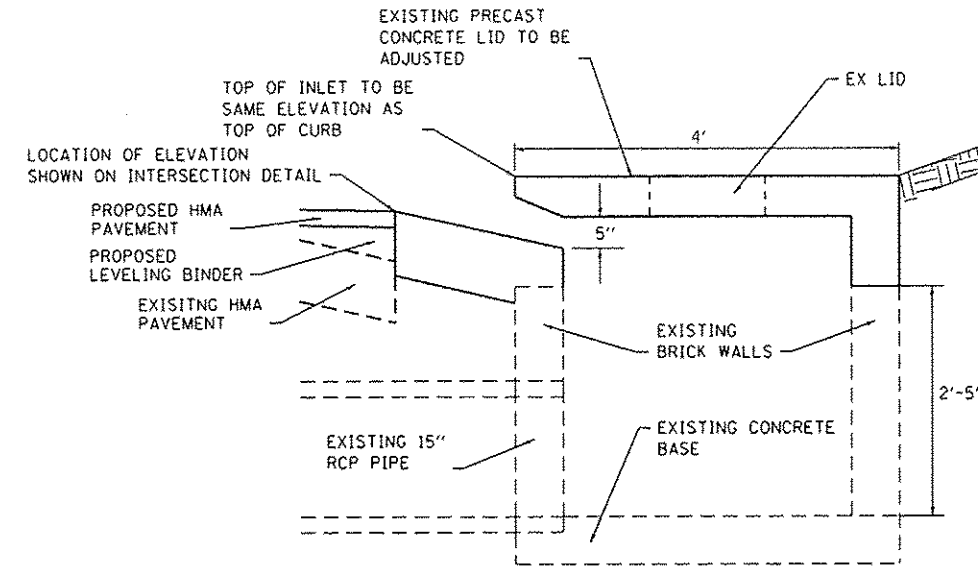 EXISTING PRECAST
CONCRETE LID TO BE
ADJUSTED
TOP OF INLET TO BE
SAME ELEVATION AS
TOP OF CURB
EX LID
4'
LOCATION OF ELEVATION
SHOWN ON INTERSECTION DETAIL
PROPOSED HMA
PAVEMENT
5"
PROPOSED
LEVELING BINDER
EXISITNG HMA
PAVEMENT
EXISTING
BRICK WALLS
2'-5"
EXISTING 15"
RCP PIPE
EXISTING CONCRETE
BASE